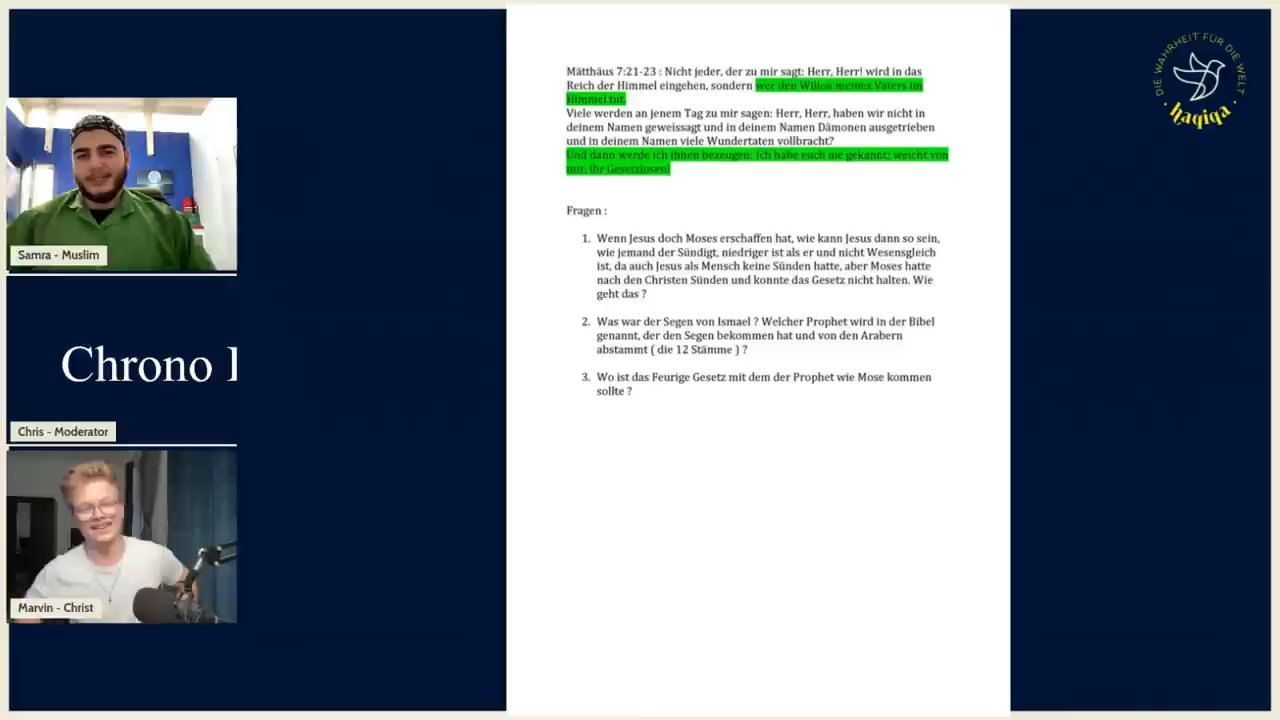 Mätthäus 7:21-23 : Nicht jeder, der zu mir sagt: Herr, Herr! wird in das
Reich der Himmel eingehen, sondern wer den Willen meines Vaters im
Himmel tut.
Viele werden an jenem Tag zu mir sagen: Herr, Herr, haben wir nicht in
deinem Namen geweissagt und in deinem Namen Dämonen ausgetrieben
und in deinem Namen viele Wundertaten vollbracht?
Und dann werde ich ihnen bezeugen: Ich habe euch nie gekannt; weicht von
mir, ihr Gesetzlosen!
Fragen :
1. Wenn Jesus doch Moses erschaffen hat, wie kann Jesus dann so sein,
wie jemand der Sündigt, niedriger ist als er und nicht Wesensgleich
ist, da auch Jesus als Mensch keine Sünden hatte, aber Moses hatte
nach den Christen Sünden und konnte das Gesetz nicht halten. Wie
geht das ?
2. Was war der Segen von Ismael ? Welcher Prophet wird in der Bibel
genannt, der den Segen bekommen hat und von den Arabern
abstammt ( die 12 Stämme ) ?
3. Wo ist das Feurige Gesetz mit dem der Prophet wie Mose kommen
sollte ?
Samra - Muslim
Chrono
Chris - Moderator
Marvin - Christ
DIE WAHRHEIT FÜR DIE WELT
haqiqa